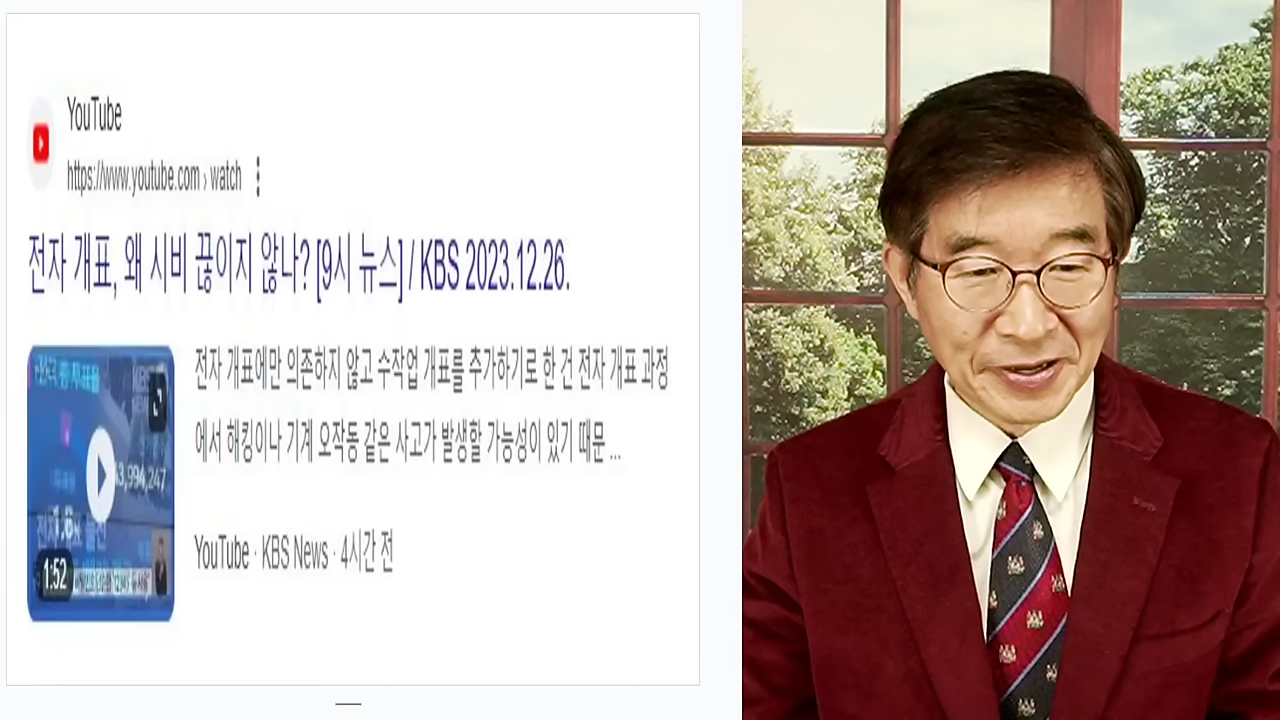 YouTube
https://www.youtube.com › watch
전자 개표, 왜 시비 끊이지 않나? [9시 뉴스] / KBS 2023.12.26.
전자 개표에만 의존하지 않고 수작업 개표를 추가하기로 한 건 전자 개표 과정
에서 해킹이나 기계 오작동 같은 사고가 발생할 가능성이 있기 때문 ...
1:52
YouTube · KBS News · 4시간 전